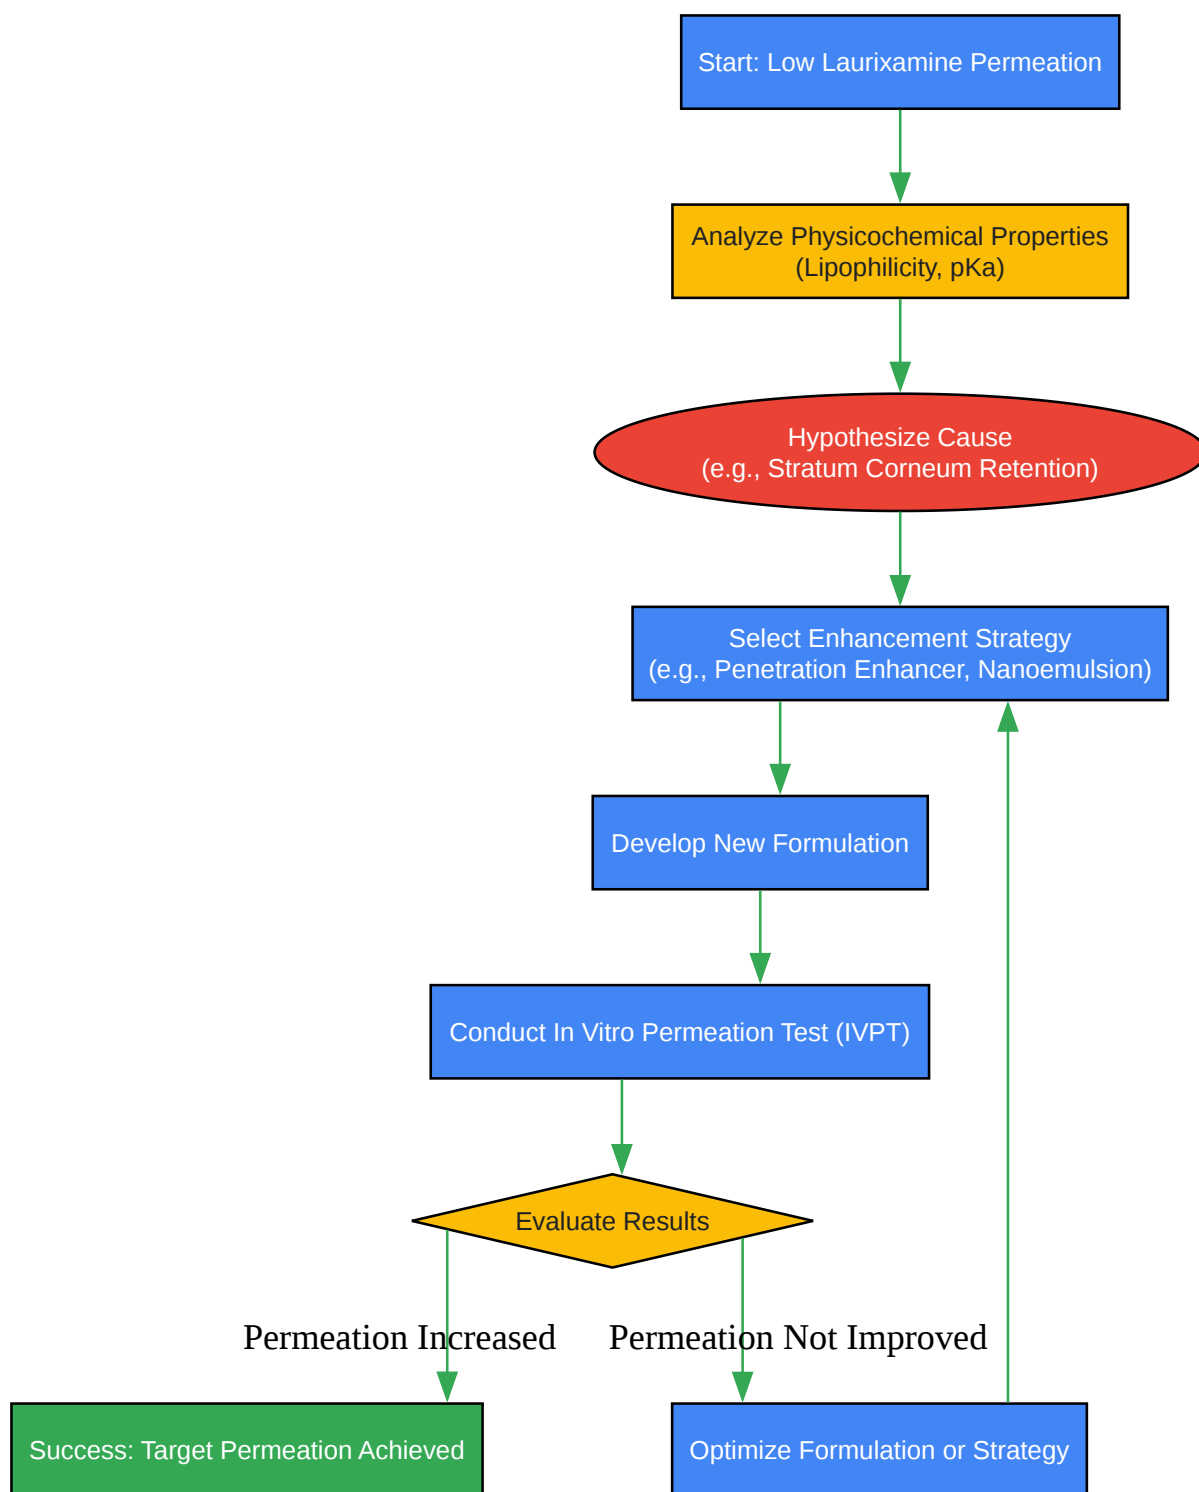 Start: Low Laurixamine Permeation
Analyze Physicochemical Properties
(Lipophilicity, pKa)
Hypothesize Cause
(e.g., Stratum Corneum Retention)
Select Enhancement Strategy
(e.g., Penetration Enhancer, Nanoemulsion)
Develop New Formulation
Conduct In Vitro Permeation Test (IVPT)
Evaluate Results
Permeation Increased
Permeation Not Improved
Success: Target Permeation Achieved
Optimize Formulation or Strategy